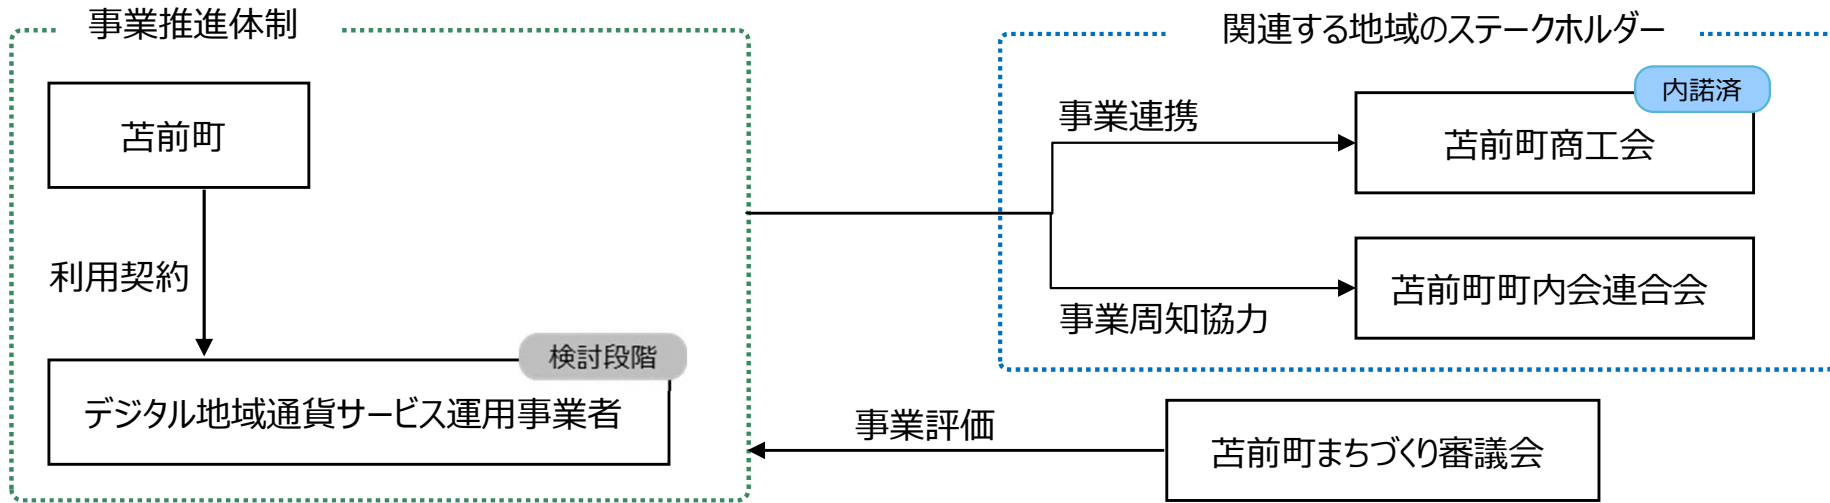 事業推進体制
苫前町
利用契約
検討段階
デジタル地域通貨サービス運用事業者
関連する地域のステークホルダー
事業連携
内諾済
苫前町商工会
事業周知協力
苫前町町内会連合会
事業評価
苫前町まちづくり審議会